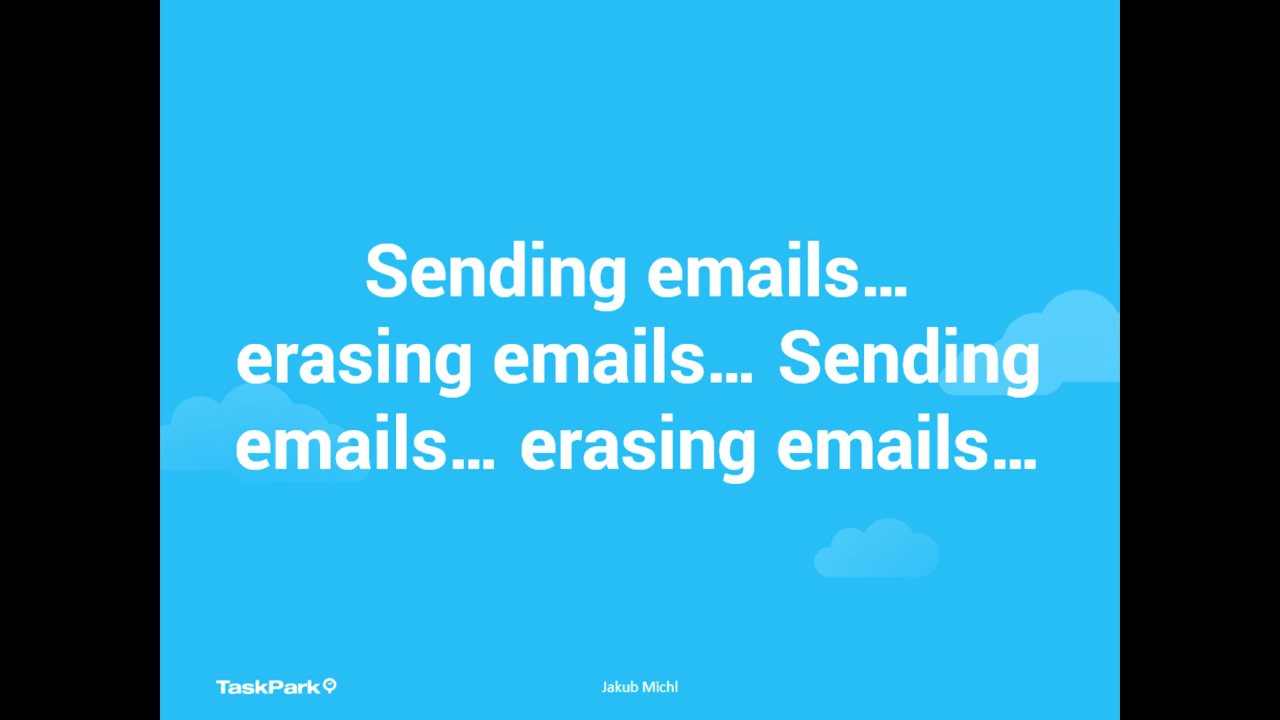 Sending emails…
erasing emails… Sending
emails… erasing emails…
TaskPark
Jakub Michl